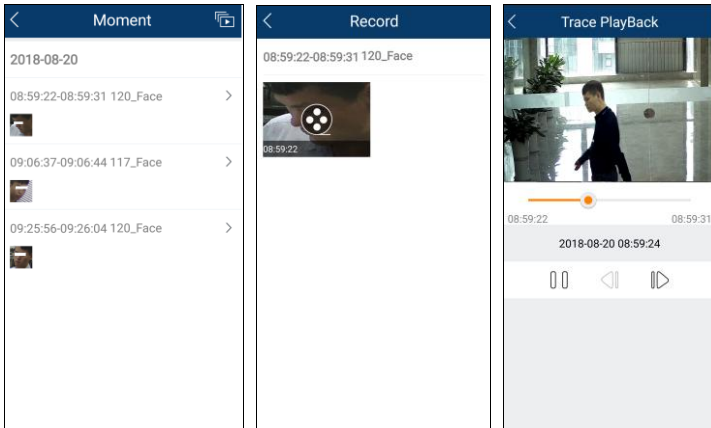 Moment
2018-08-20
08:59:22-08:59:31 120_Face
09:06:37-09:06:44 117_Face
09:25:56-09:26:04 120_Face
Record
08:59:22-08:59:31 120_Face
08:59:22
Trace PlayBack
08:59:22
08:59:31
2018-08-20 08:59:24